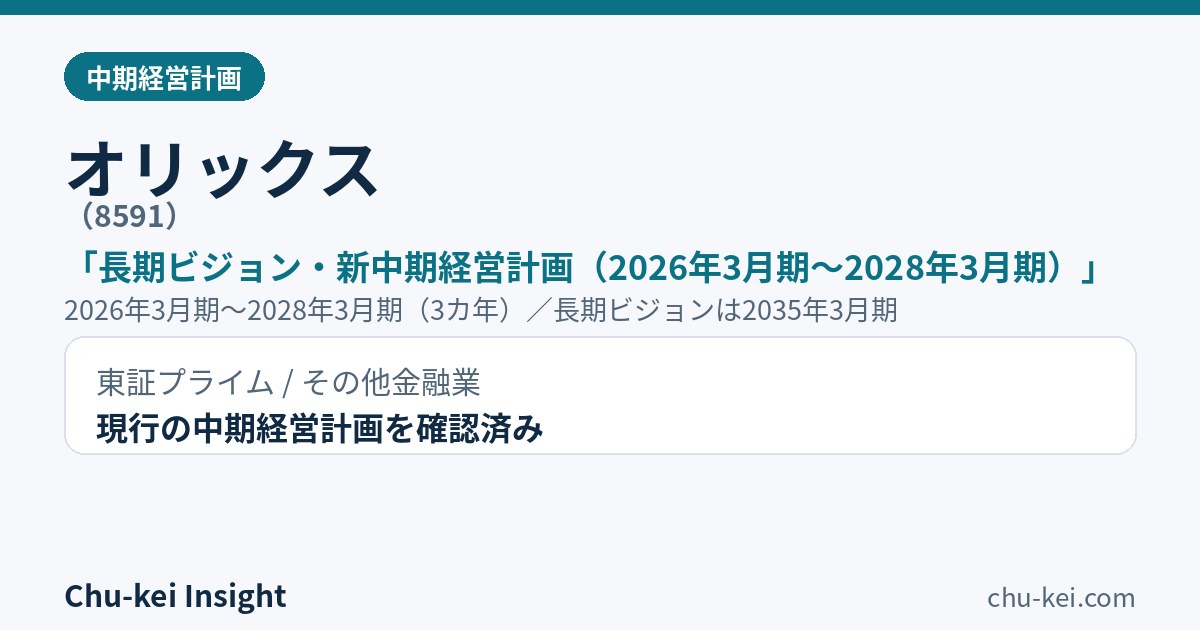 中期経営計画
オリックス
（8591）
「長期ビジョン・新中期経営計画（2026年3月期～2028年3月期）」
2026年3月期～2028年3月期（3カ年）／長期ビジョンは2035年3月期
東証プライム / その他金融業
現行の中期経営計画を確認済み
Chu-kei Insight
chu-kei.com